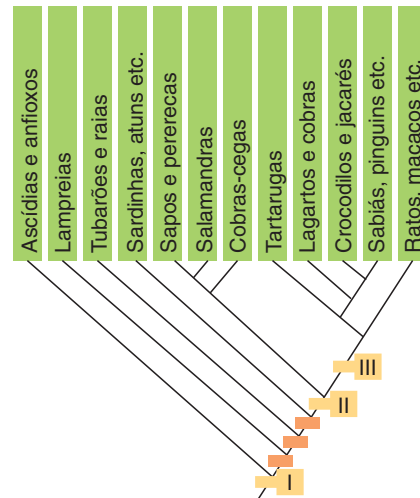 Ascídias e anfioxos
Lampreias
Tubarões e raias
Sardinhas, atuns etc.
Sapos e pererecas
Salamandras
Cobras-cegas
Tartarugas
Lagartos e cobras
Crocodilos e jacarés
Sabiás, pinguins etc.
Ratos, macacos etc.
III
II
I